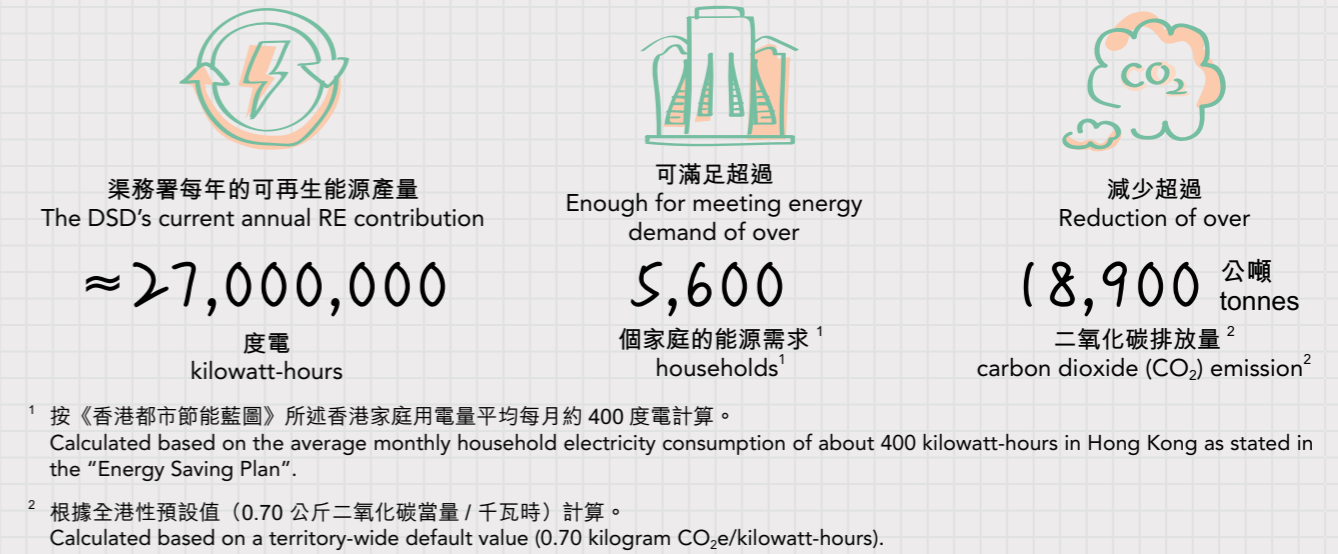 CO₂
渠務署每年的可再生能源產量
The DSD's current annual RE contribution
≈27,000,000
度電
kilowatt-hours
可滿足超過
Enough for meeting energy
demand of over
5,600
個家庭的能源需求 ¹
households¹
減少超過
Reduction of over
18,900 公噸
tonnes
二氧化碳排放量 ²
carbon dioxide (CO₂) emission²
¹ 按《香港都市節能藍圖》所述香港家庭用電量平均每月約 400 度電計算。
Calculated based on the average monthly household electricity consumption of about 400 kilowatt-hours in Hong Kong as stated in
the “Energy Saving Plan”.
² 根據全港性預設值（0.70 公斤二氧化碳當量 / 千瓦時）計算。
Calculated based on a territory-wide default value (0.70 kilogram CO₂e/kilowatt-hours).